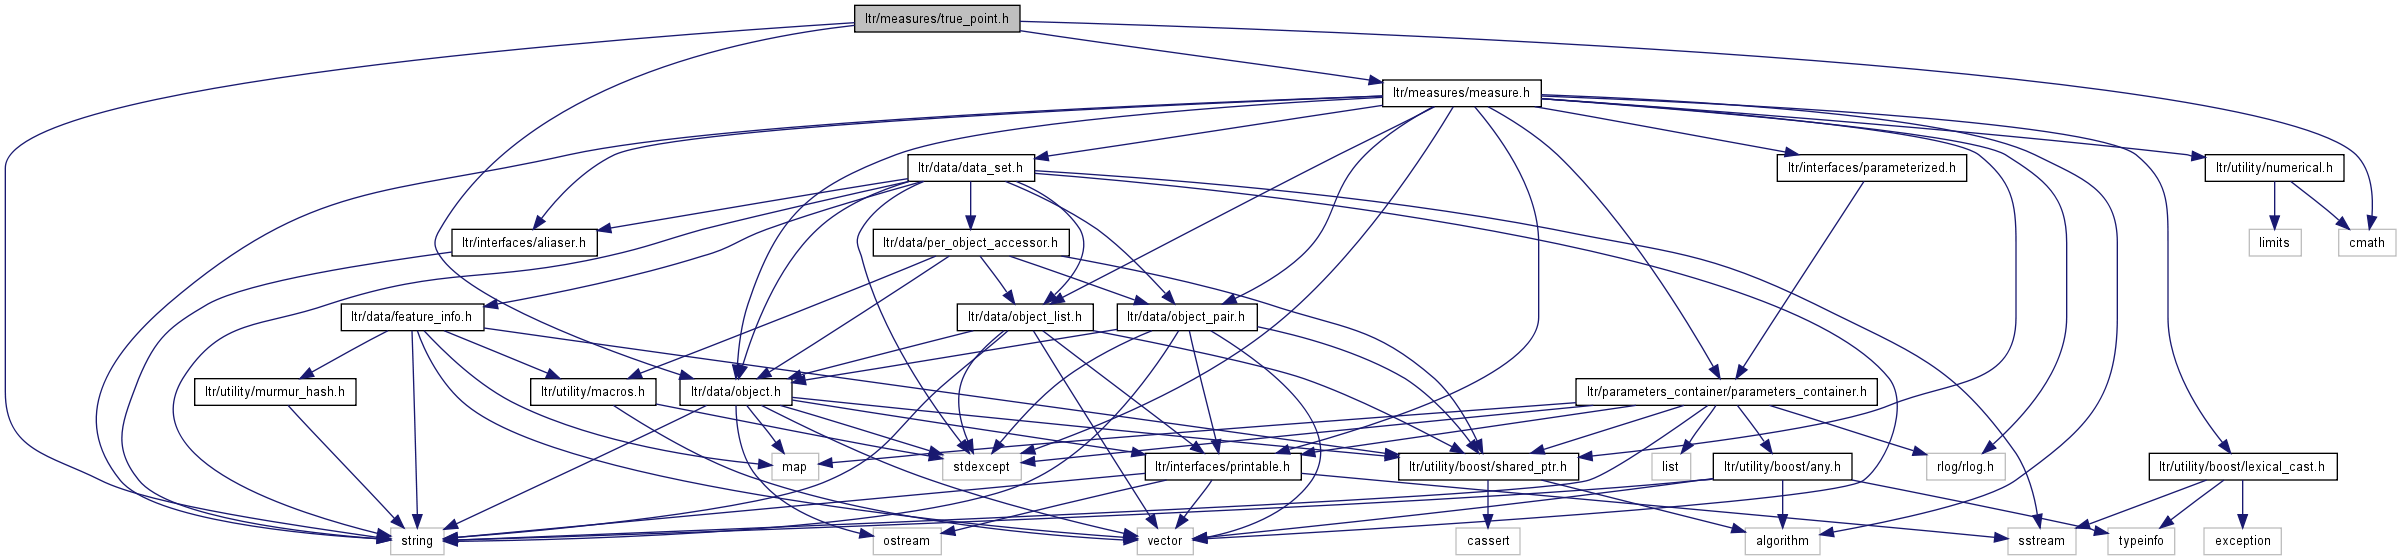 ltr/measures/true_point.h
ltr/measures/measure.h
ltr/data/data_set.h
ltr/interfaces/parameterized.h
ltr/utility/numerical.h
ltr/interfaces/aliaser.h
ltr/data/per_object_accessor.h
limits
cmath
ltr/data/feature_info.h
ltr/data/object_list.h
ltr/data/object_pair.h
ltr/utility/murmur_hash.h
ltr/utility/macros.h
ltr/data/object.h
ltr/parameters_container/parameters_container.h
map
stdexcept
ltr/interfaces/printable.h
ltr/utility/boost/shared_ptr.h
list
ltr/utility/boost/any.h
rlog/rlog.h
ltr/utility/boost/lexical_cast.h
string
ostream
vector
cassert
algorithm
sstream
typeinfo
exception